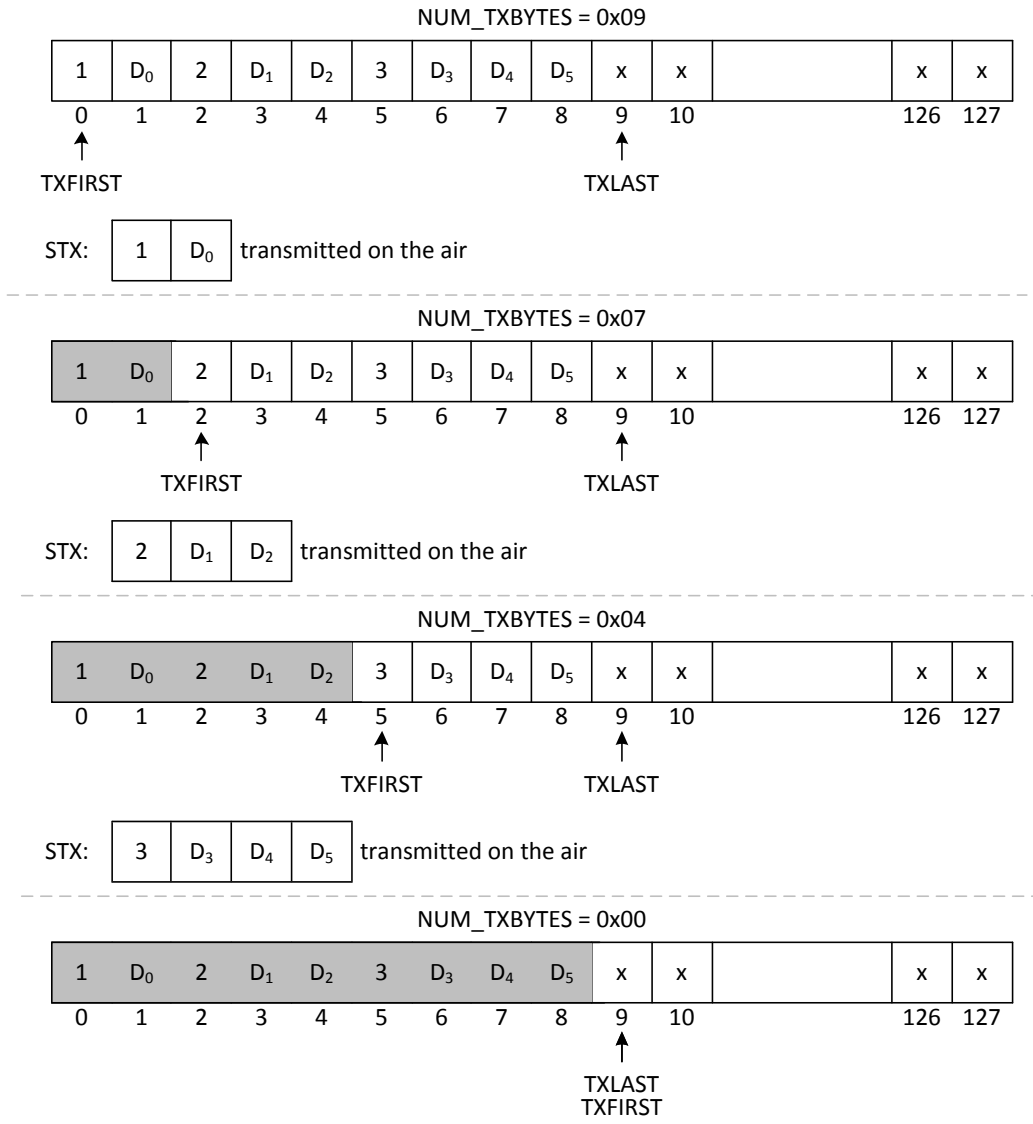 NUM_TXBYTES = 0x09
1 D₀ 2 D₁ D₂ 3 D₃ D₄ D₅ x x x x
0 1 2 3 4 5 6 7 8 9 10 126 127
TXFIRST TXLAST
STX: 1 D₀ transmitted on the air
NUM_TXBYTES = 0x07
1 D₀ 2 D₁ D₂ 3 D₃ D₄ D₅ x x x x
0 1 2 3 4 5 6 7 8 9 10 126 127
TXFIRST TXLAST
STX: 2 D₁ D₂ transmitted on the air
NUM_TXBYTES = 0x04
1 D₀ 2 D₁ D₂ 3 D₃ D₄ D₅ x x x x
0 1 2 3 4 5 6 7 8 9 10 126 127
TXFIRST TXLAST
STX: 3 D₃ D₄ D₅ transmitted on the air
NUM_TXBYTES = 0x00
1 D₀ 2 D₁ D₂ 3 D₃ D₄ D₅ x x x x
0 1 2 3 4 5 6 7 8 9 10 126 127
TXLAST
TXFIRST